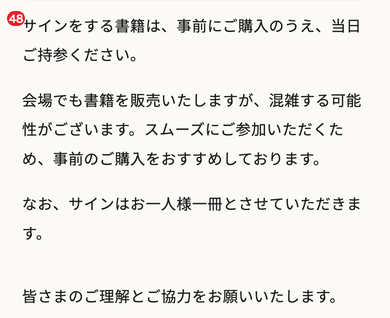 48
サインをする書籍は、事前にご購入のうえ、当日
ご持参ください。
会場でも書籍を販売いたしますが、混雑する可能
性がございます。スムーズにご参加いただくた
め、事前のご購入をおすすめしております。
なお、サインはお一人様一冊とさせていただきま
す。
皆さまのご理解とご協力をお願いいたします。